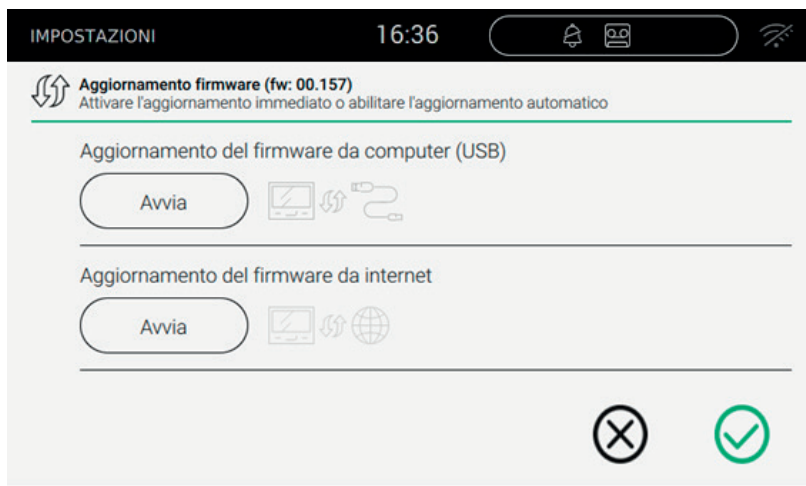 IMPOSTAZIONI 16:36
Aggiornamento firmware (fw: 00.157)
Attivare l'aggiornamento immediato o abilitare l'aggiornamento automatico
Aggiornamento del firmware da computer (USB)
Avvia
Aggiornamento del firmware da internet
Avvia